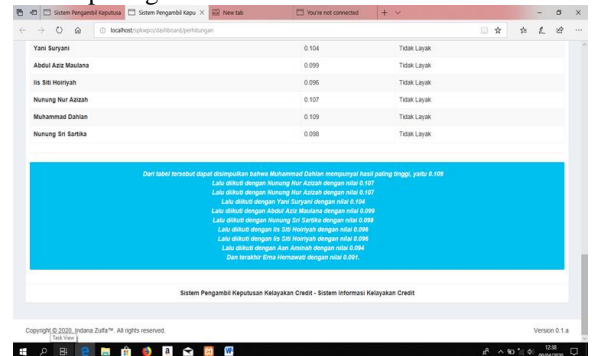 Sistem Pengambil Keputusa
Sistem Pengambil Kepu
New tab
You're not connected
localhost/spkwpcs/dashboard/perhitungan
Yani Suryani 0.104 Tidak Layak
Abdul Aziz Maulana 0.099 Tidak Layak
Iis Siti Hoiriyah 0.096 Tidak Layak
Nunung Nur Azizah 0.107 Tidak Layak
Muhammad Dahlan 0.109 Tidak Layak
Nunung Sri Sartika 0.098 Tidak Layak
Dari tabel tersebut dapat disimpulkan bahwa Muhammad Dahlan mempunyai hasil paling tinggi, yaitu 0.109
Lalu diikuti dengan Nunung Nur Azizah dengan nilai 0.107
Lalu diikuti dengan Nunung Nur Azizah dengan nilai 0.107
Lalu diikuti dengan Yani Suryani dengan nilai 0.104
Lalu diikuti dengan Abdul Aziz Maulana dengan nilai 0.099
Lalu diikuti dengan Nunung Sri Sartika dengan nilai 0.098
Lalu diikuti dengan Iis Siti Hoiriyah dengan nilai 0.096
Lalu diikuti dengan Iis Siti Hoiriyah dengan nilai 0.096
Lalu diikuti dengan Aan Aminah dengan nilai 0.094
Dan terakhir Erna Hernawati dengan nilai 0.091.
Sistem Pengambil Keputusan Kelayakan Credit - Sistem Informasi Kelayakan Credit
Copyright © 2020, Indana Zulfa™. All rights reserved. Version 0.1.a
Task View
12:38